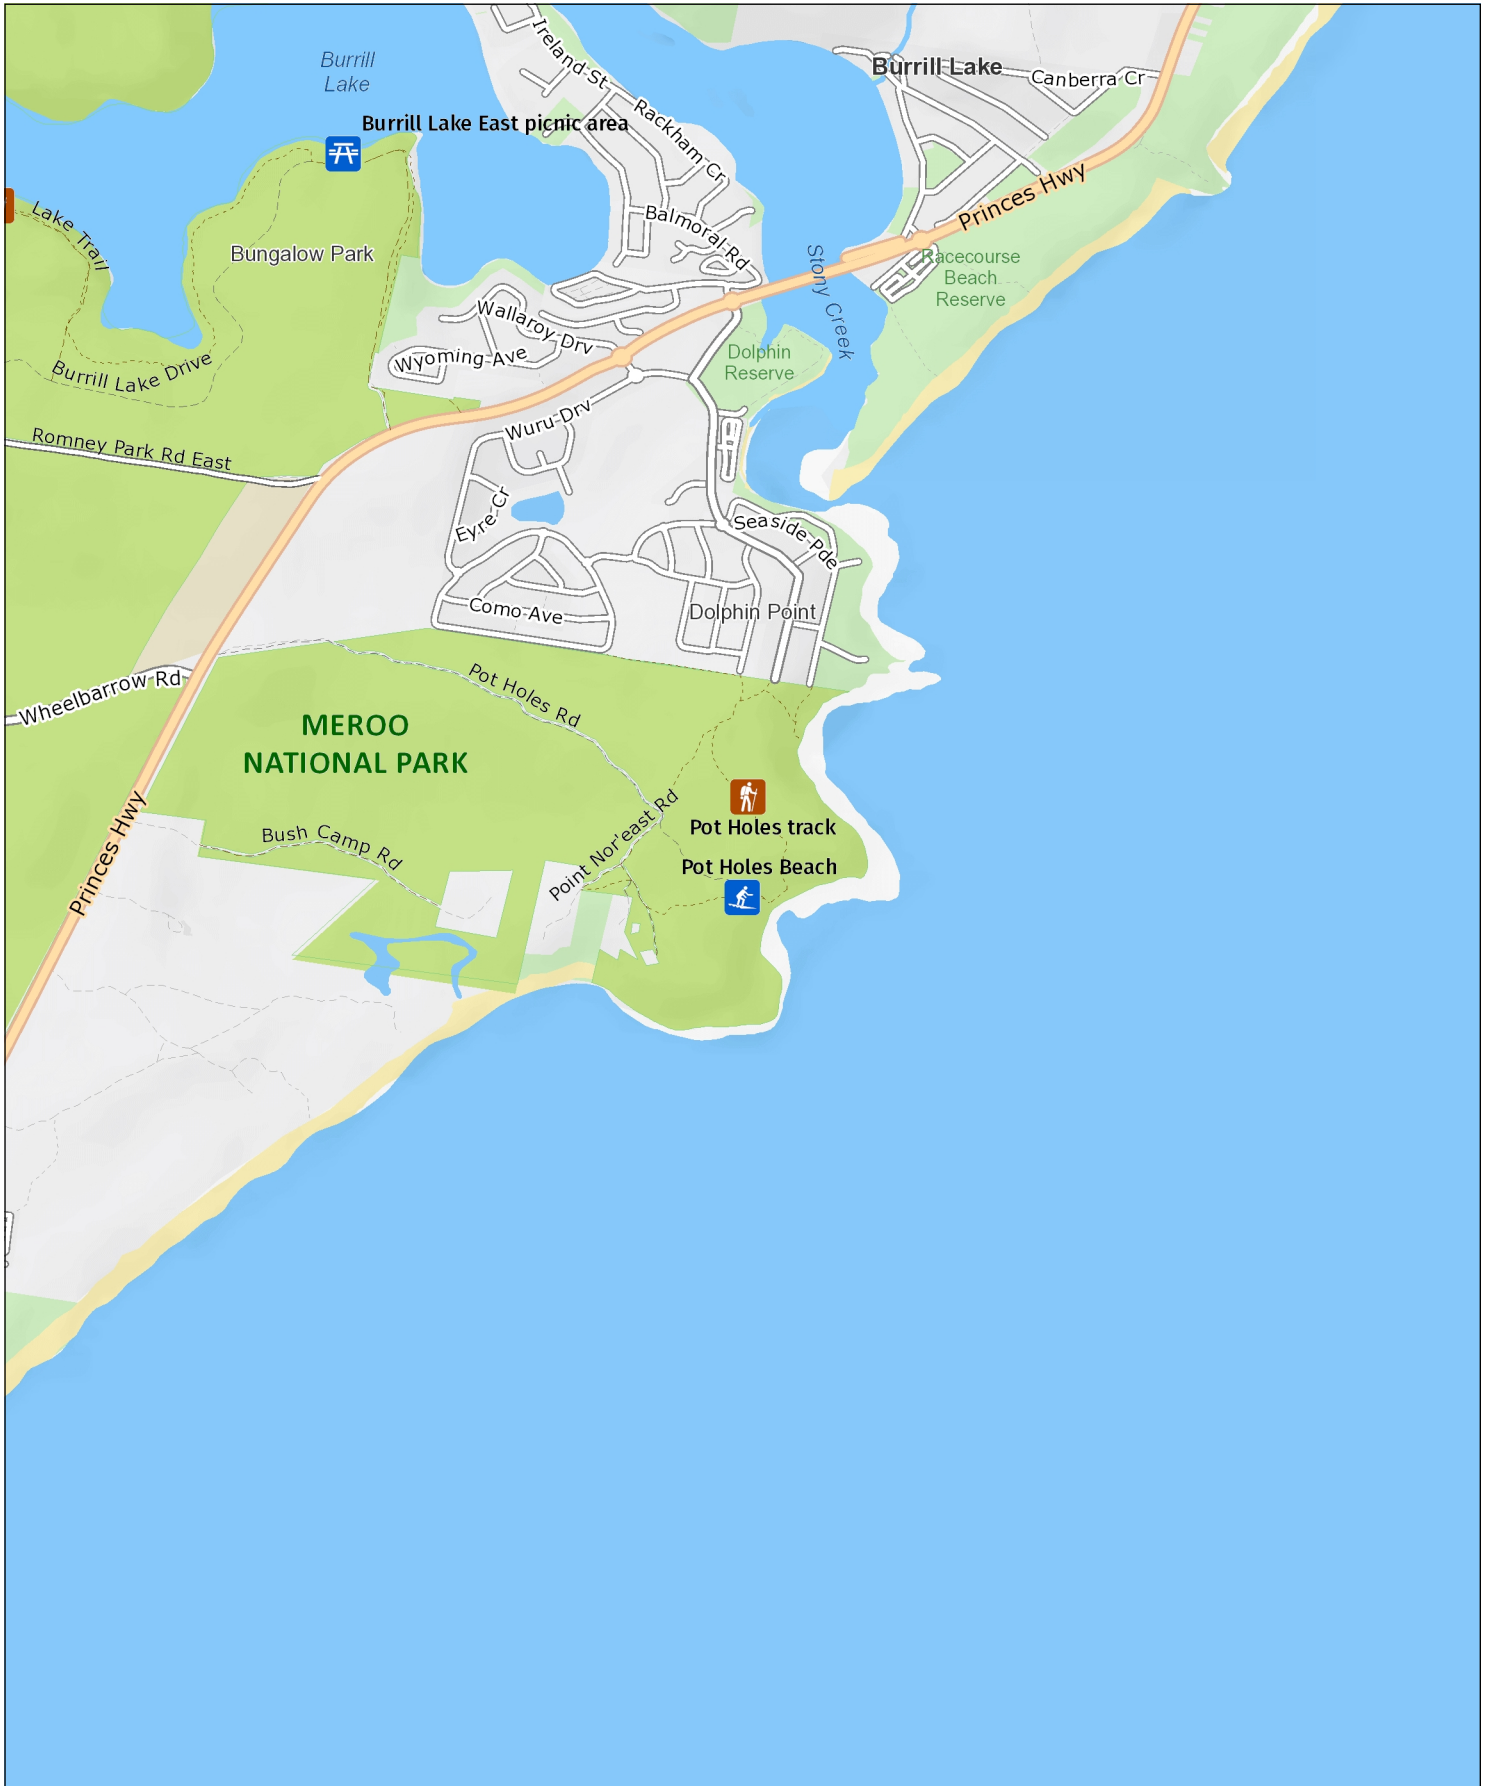 Burrill
Lake
Ireland St
Burrill Lake
Canberra Cr
Burrill Lake East picnic area
Rackham Cr
Princes Hwy
Lake Trail
Balmoral Rd
Bungalow Park
Stony Creek
Racecourse
Beach
Reserve
Wallaroy Drv
Wyoming Ave
Dolphin
Reserve
Burrill Lake Drive
Wuru Drv
Romney Park Rd East
Eyre Cr
Seaside Pde
Como Ave
Dolphin Point
Pot Holes Rd
Wheelbarrow Rd
MEROO
NATIONAL PARK
Princes Hwy
Point Nor'east Rd
Pot Holes track
Bush Camp Rd
Pot Holes Beach